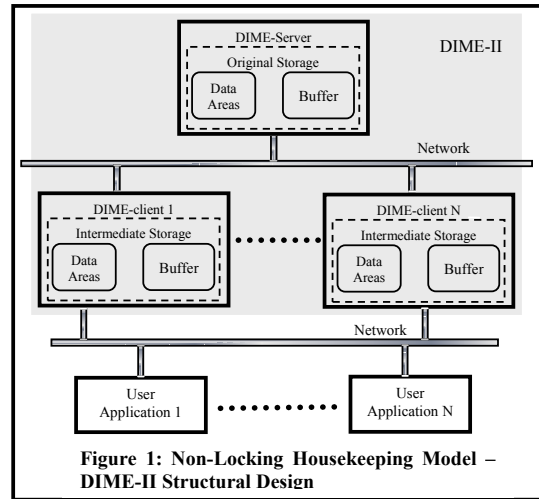 DIME-Server
DIME-II
Original Storage
Data
Areas
Buffer
Network
DIME-client 1
Intermediate Storage
Data
Areas
Buffer
DIME-client N
Intermediate Storage
Data
Areas
Buffer
Network
User
Application 1
User
Application N
Figure 1: Non-Locking Housekeeping Model –
DIME-II Structural Design